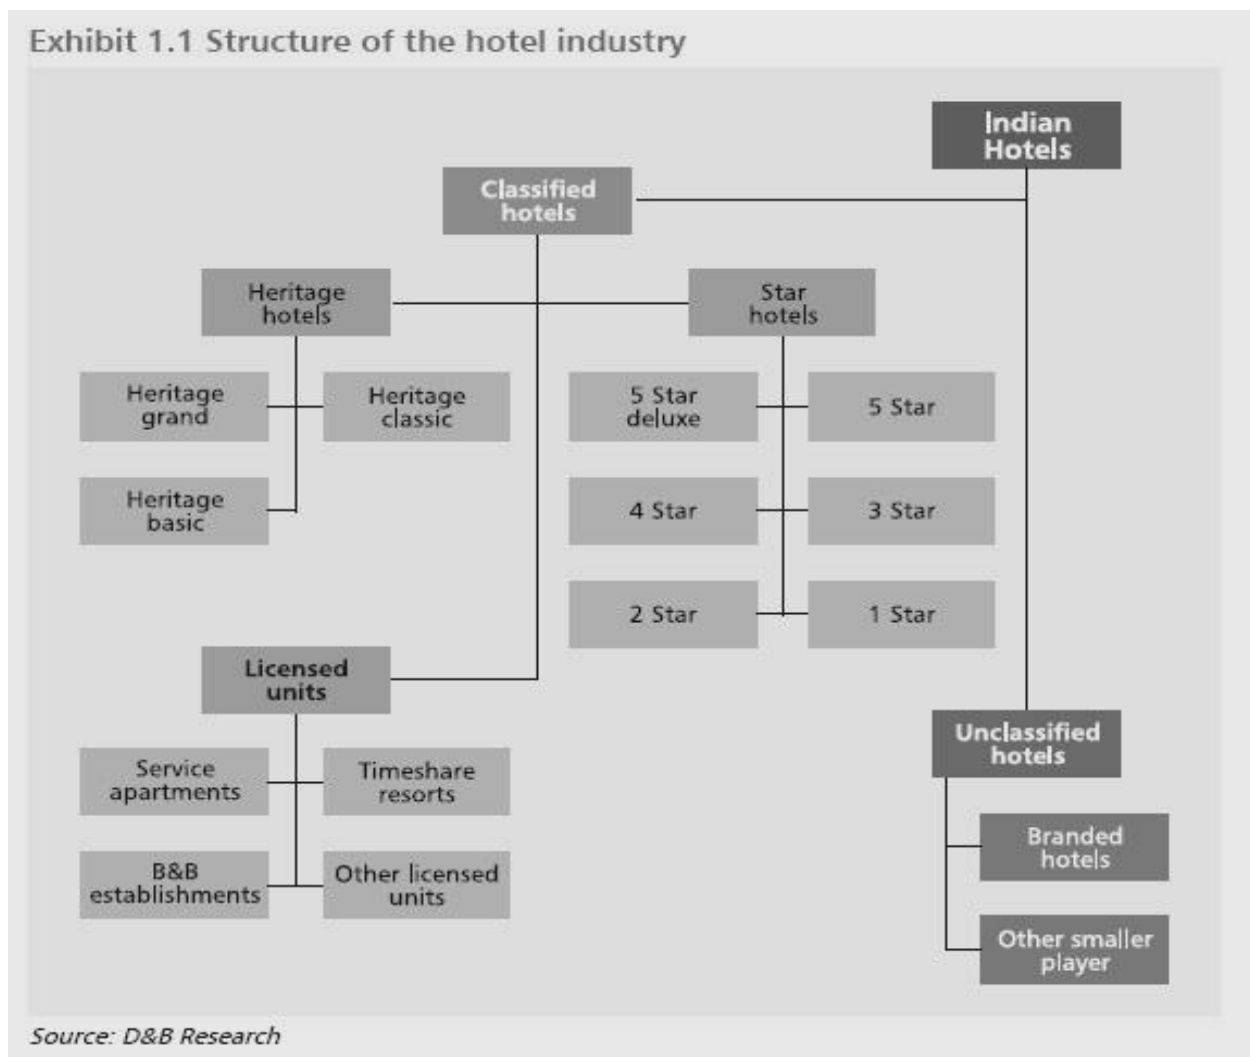 Exhibit 1.1 Structure of the hotel industry
Indian
Hotels
Classified
hotels
Heritage
hotels
Star
hotels
Heritage
grand
Heritage
classic
5 Star
deluxe
5 Star
Heritage
basic
4 Star
3 Star
2 Star
1 Star
Licensed
units
Unclassified
hotels
Service
apartments
Timeshare
resorts
Branded
hotels
B&B
establishments
Other licensed
units
Other smaller
player
Source: D&B Research